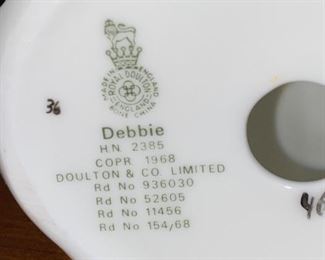 MADE IN ENGLAND
ROYAL DOULTON
ENGLAND
BONE CHINA
36
Debbie
H.N. 2385
COPR. 1968
DOULTON & CO. LIMITED
Rd No 936030
Rd No 52605
Rd No 11456
Rd No 154/68